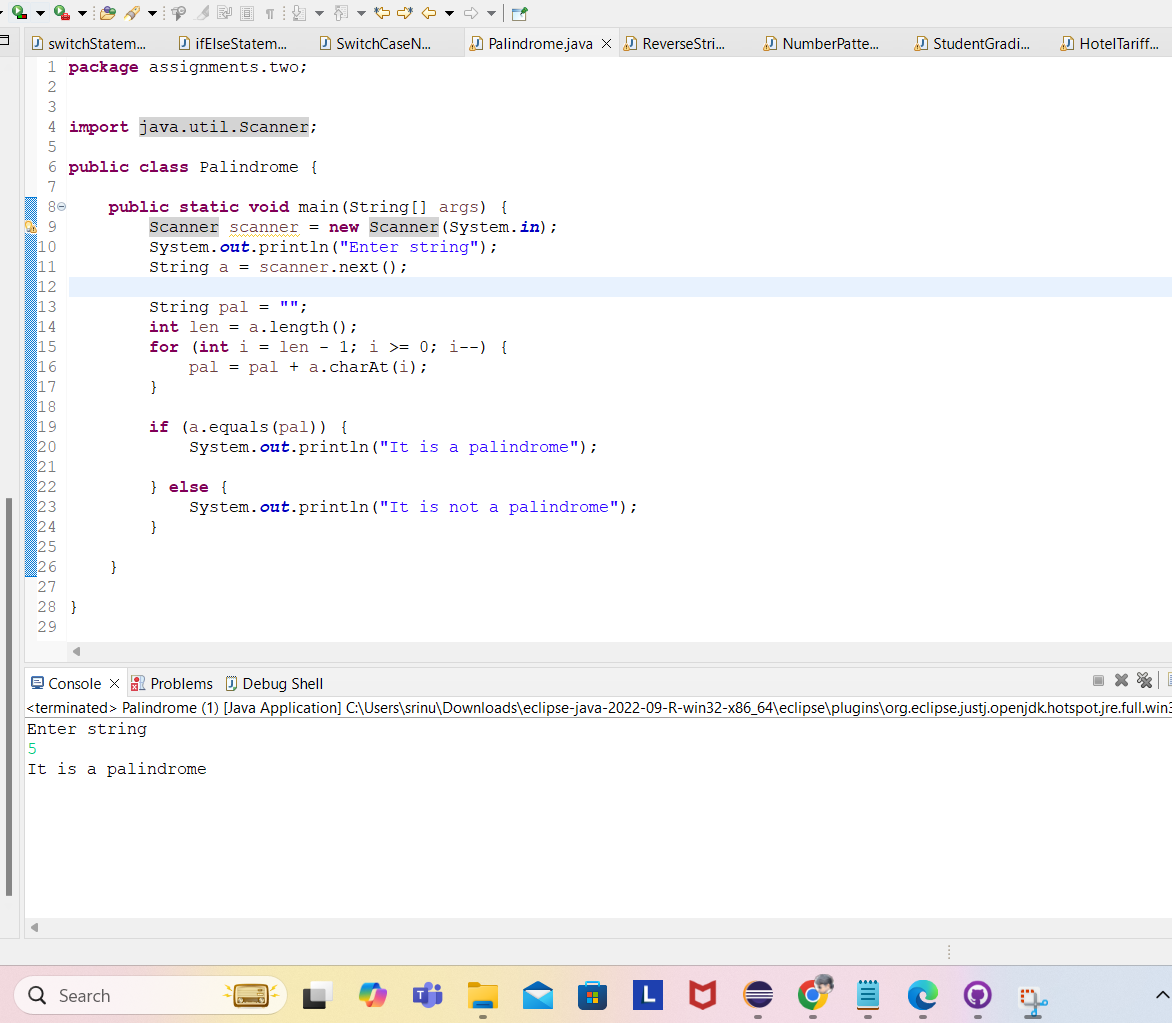 switchStatem... ifElseStatem... SwitchCaseN... Palindrome.java ReverseStri... NumberPatte... StudentGradi... HotelTariff...
1 package assignments.two;
2
3
4 import java.util.Scanner;
5
6 public class Palindrome {
7
8 public static void main(String[] args) {
9 Scanner scanner = new Scanner(System.in);
10 System.out.println("Enter string");
11 String a = scanner.next();
12
13 String pal = "";
14 int len = a.length();
15 for (int i = len - 1; i >= 0; i--) {
16 pal = pal + a.charAt(i);
17 }
18
19 if (a.equals(pal)) {
20 System.out.println("It is a palindrome");
21
22 } else {
23 System.out.println("It is not a palindrome");
24 }
25
26 }
27
28 }
29
Console Problems Debug Shell
<terminated> Palindrome (1) [Java Application] C:\Users\srinu\Downloads\eclipse-java-2022-09-R-win32-x86_64\eclipse\plugins\org.eclipse.justj.openjdk.hotspot.jre.full.win3
Enter string
5
It is a palindrome
Search L